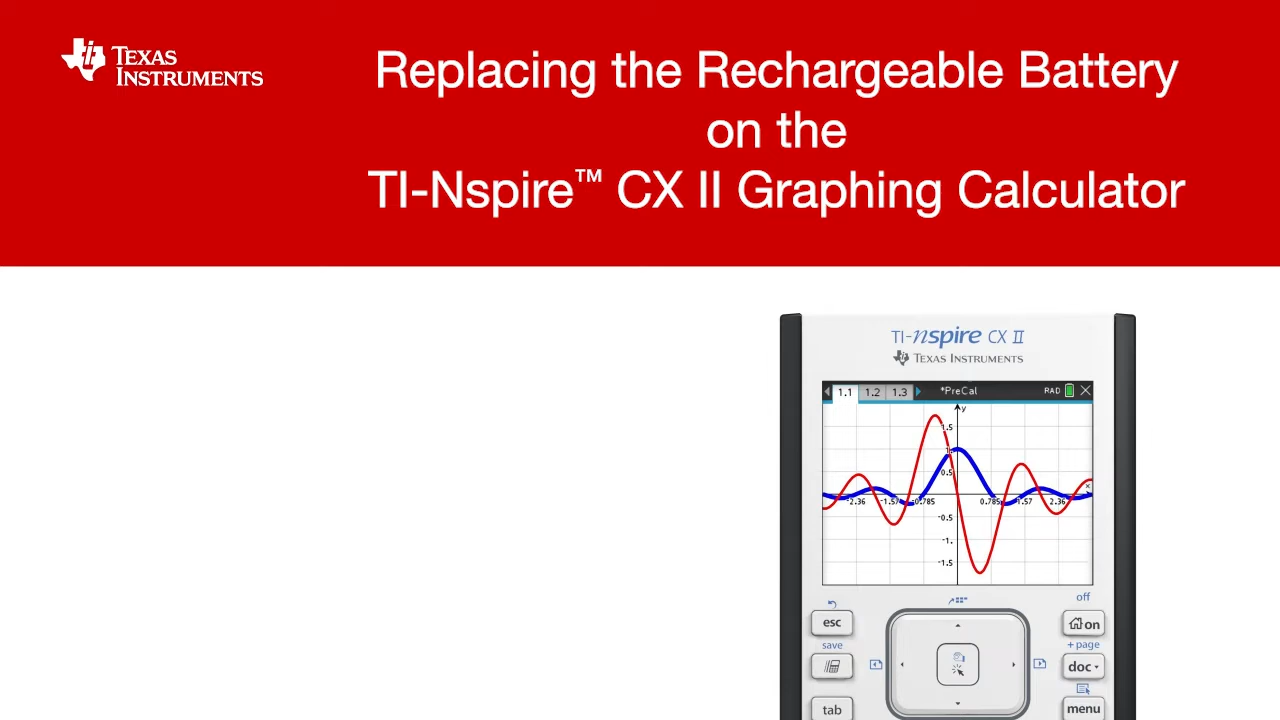 TEXAS
INSTRUMENTS
Replacing the Rechargeable Battery
on the
TI-Nspire™ CX II Graphing Calculator
TI-nspire CX II
TEXAS INSTRUMENTS
1.1 1.2 1.3 *PreCal RAD
y
1.5
1.
0.5
x
-2.36 -1.57 -0.785 0.785 1.57 2.36
-0.5
-1.
-1.5
off
esc on
save + page
doc
tab menu